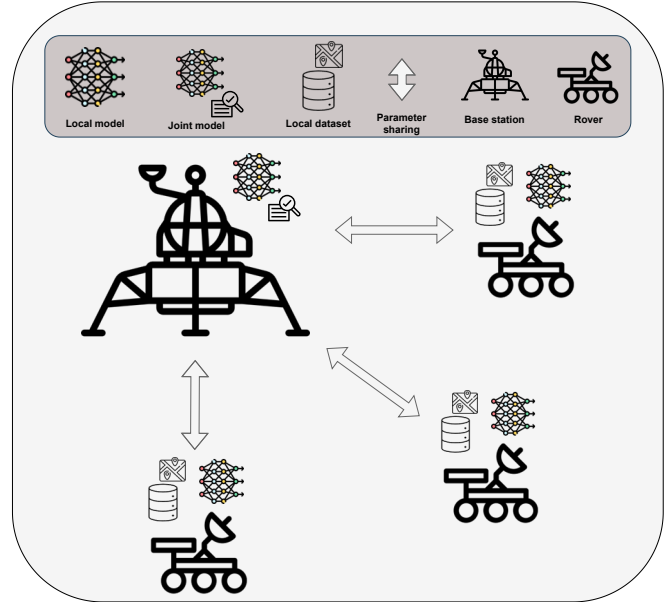 Local model
Joint model
Local dataset
Parameter
sharing
Base station
Rover